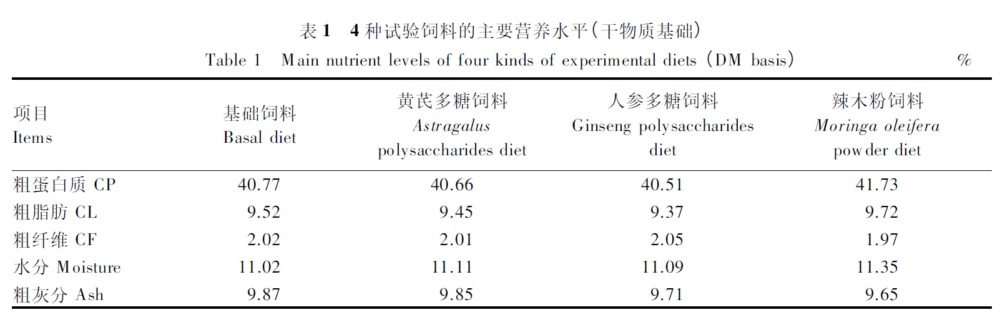 表1 4种试验饲料的主要营养水平(干物质基础)
Table 1 Main nutrient levels of four kinds of experimental diets (DM basis) %
项目 Items 基础饲料 Basal diet 黄芪多糖饲料 Astragalus polysaccharides diet 人参多糖饲料 Ginseng polysaccharides diet 辣木粉饲料 Moringa oleifera powder diet
粗蛋白质 CP 40.77 40.66 40.51 41.73
粗脂肪 CL 9.52 9.45 9.37 9.72
粗纤维 CF 2.02 2.01 2.05 1.97
水分 Moisture 11.02 11.11 11.09 11.35
粗灰分 Ash 9.87 9.85 9.71 9.65